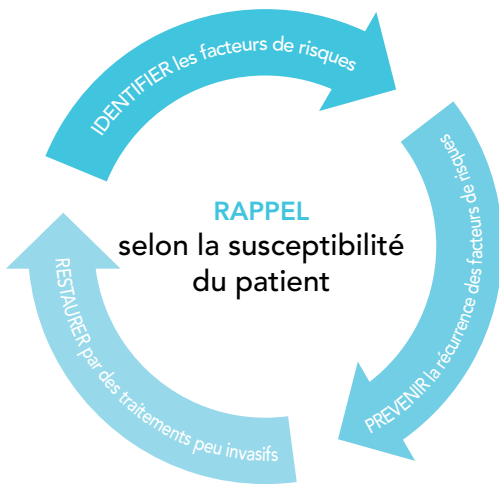 IDENTIFIER les facteurs de risques
PREVENIR la récurrence des facteurs de risques
RESTAURER par des traitements peu invasifs
RAPPEL
selon la susceptibilité
du patient